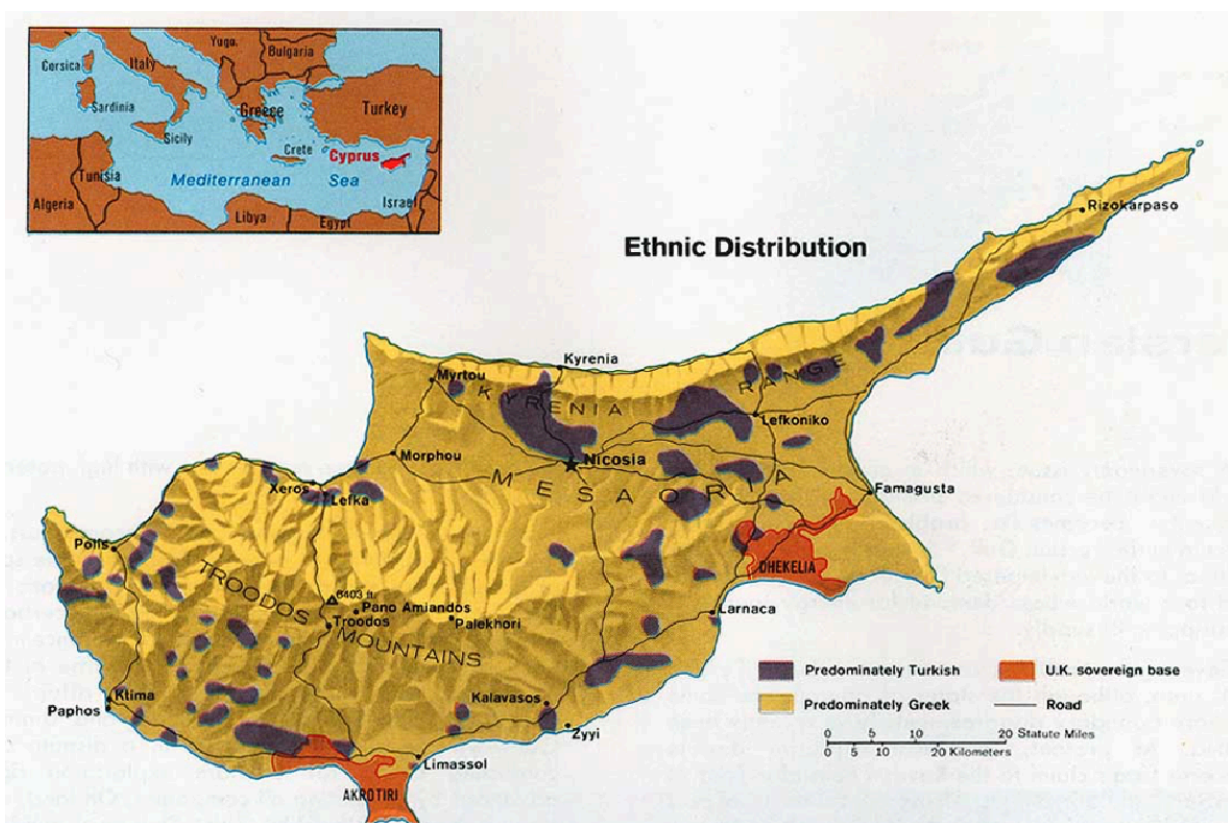 Yugo.
Bulgaria
Corsica
Italy
Sardinia
Greece
Turkey
Sicily
Crete
Cyprus
Tunisia
Mediterranean Sea
Algeria
Israel
Libya
Egypt
Ethnic Distribution
Rizokarpaso
Kyrenia
Myrtou
KYRENIA RANGE
Lefkoniko
Morphou
Nicosia
MESAORIA
Xeros
Lefka
Famagusta
Polis
DHEKELIA
TROODOS MOUNTAINS
6403 ft.
Pano Amiandos
Troodos
Palekhori
Larnaca
Ktima
Paphos
Kalavasos
Zyyi
Limassol
AKROTIRI
Predominately Turkish
U.K. sovereign base
Predominately Greek
Road
0 5 10 20 Statute Miles
0 5 10 20 Kilometers